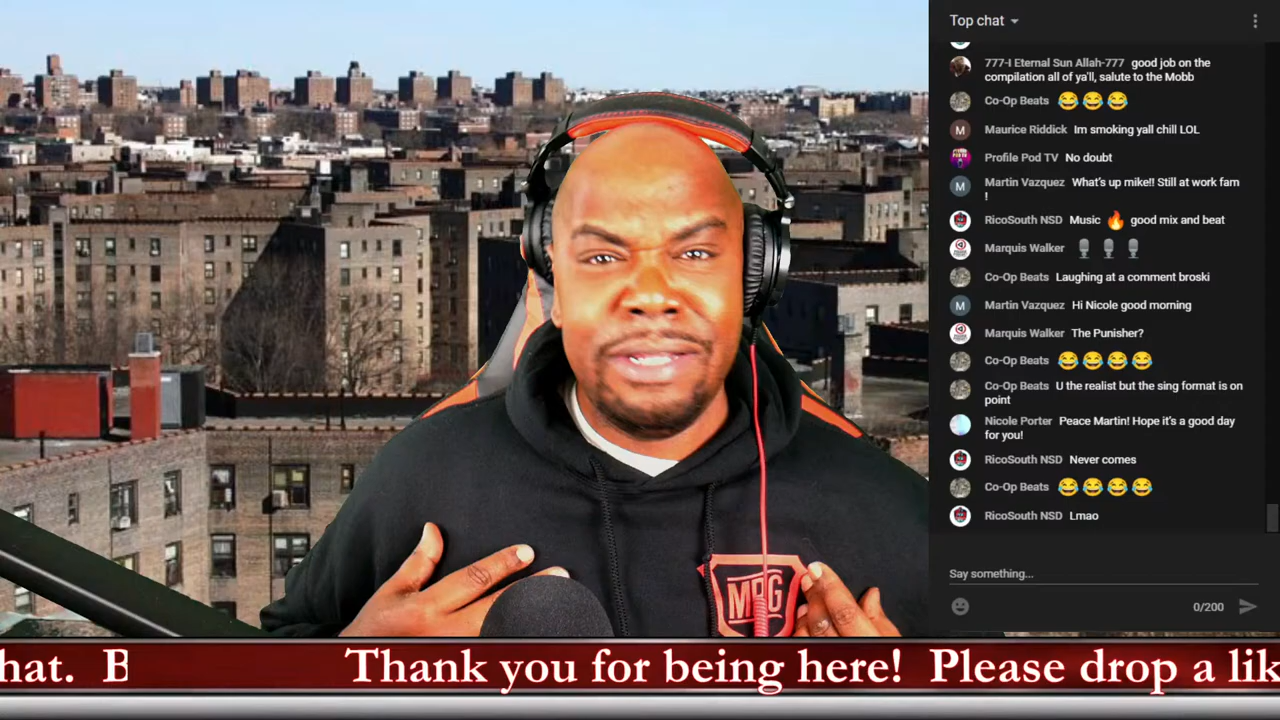 Top chat
777-I Eternal Sun Allah-777 good job on the
compilation all of ya'll, salute to the Mobb
Co-Op Beats 😂😂😂
M Maurice Riddick Im smoking yall chill LOL
Profile Pod TV No doubt
M Martin Vazquez What's up mike!! Still at work fam
!
RicoSouth NSD Music 🔥 good mix and beat
Marquis Walker 🎙️🎙️🎙️
Co-Op Beats Laughing at a comment broski
M Martin Vazquez Hi Nicole good morning
Marquis Walker The Punisher?
Co-Op Beats 😂😂😂😂
Co-Op Beats U the realist but the sing format is on
point
Nicole Porter Peace Martin! Hope it's a good day
for you!
RicoSouth NSD Never comes
Co-Op Beats 😂😂😂😂
RicoSouth NSD Lmao
Say something...
0/200
MPG
hat. B Thank you for being here! Please drop a lik